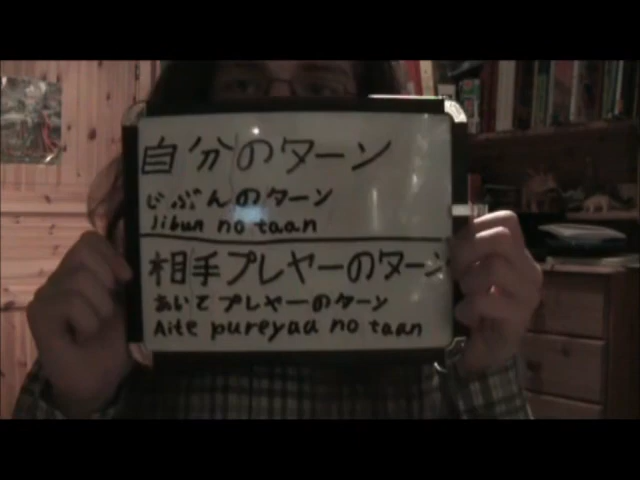 自分のターン
じぶんのターン
Jibun no taan
相手プレヤーのターン
あいてプレヤーのターン
Aite pureyaa no taan